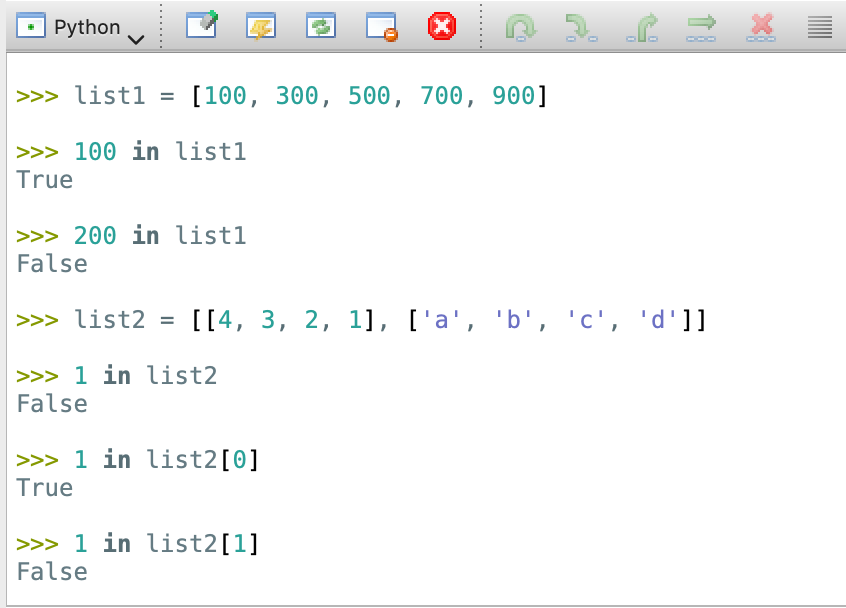 Python
>>> list1 = [100, 300, 500, 700, 900]
>>> 100 in list1
True
>>> 200 in list1
False
>>> list2 = [[4, 3, 2, 1], ['a', 'b', 'c', 'd']]
>>> 1 in list2
False
>>> 1 in list2[0]
True
>>> 1 in list2[1]
False